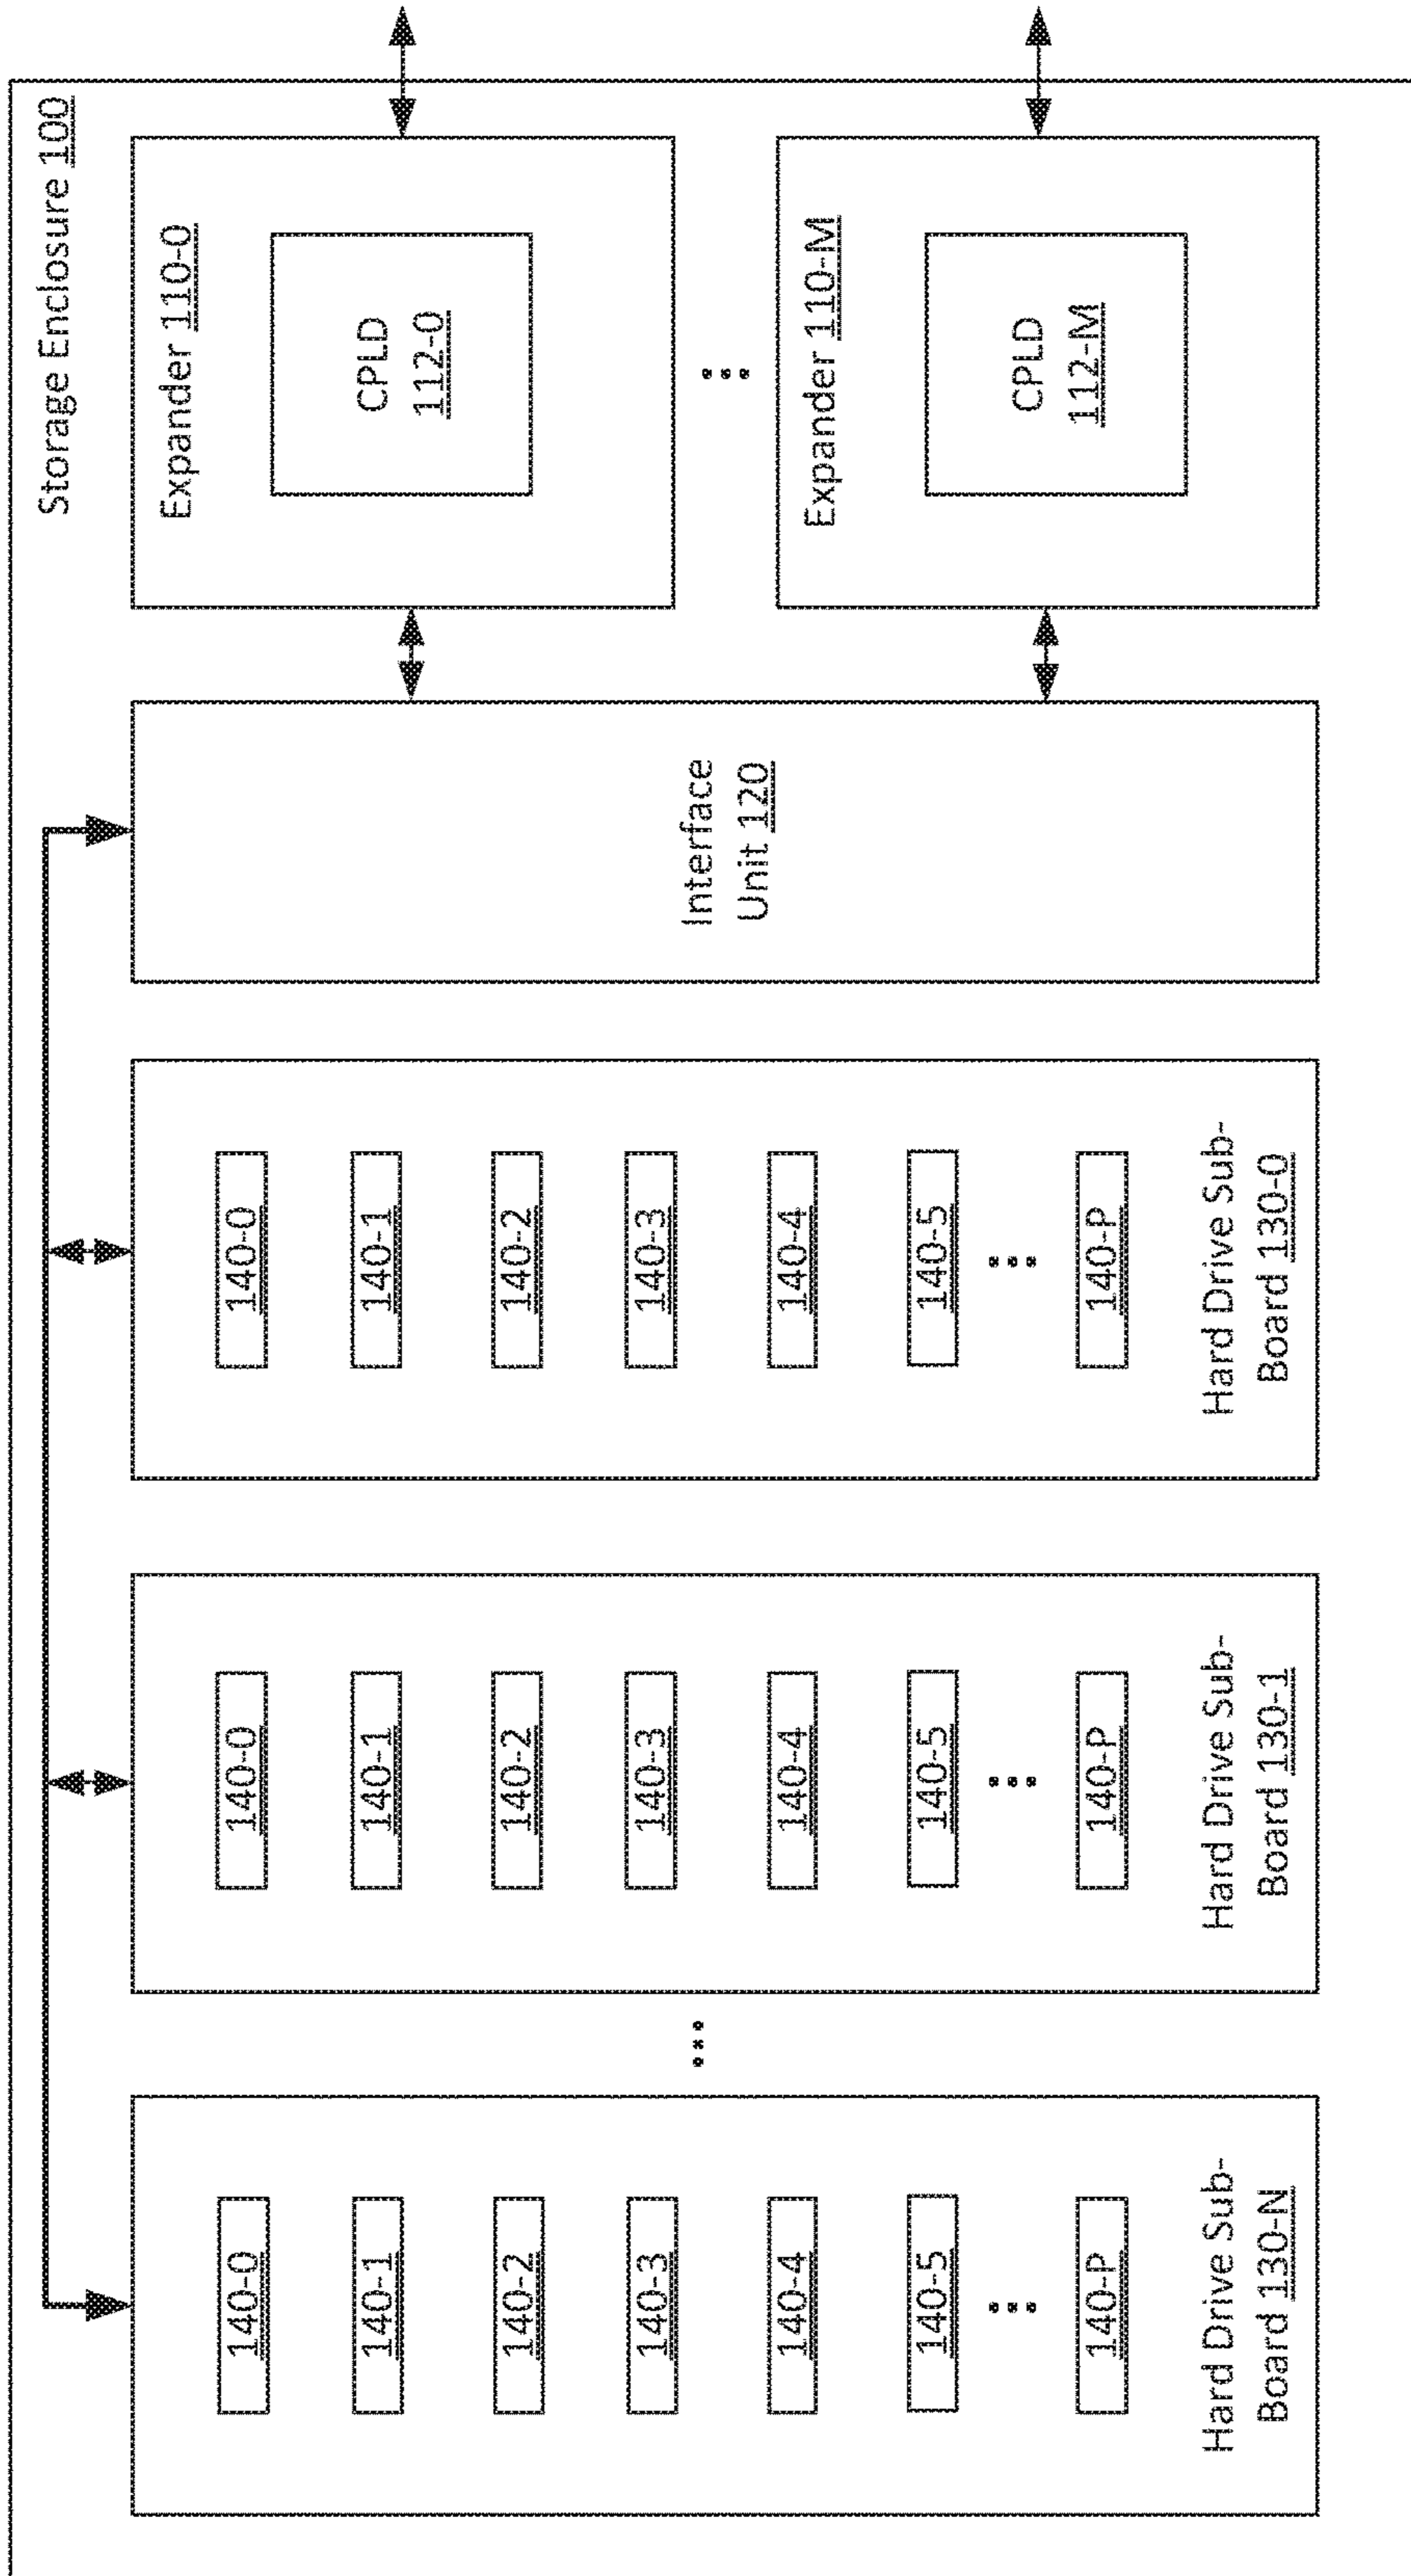 Storage Enclosure 100
140-0
140-1
140-2
140-3
140-4
140-5
...
140-P
Hard Drive Sub-
Board 130-N
...
140-0
140-1
140-2
140-3
140-4
140-5
...
140-P
Hard Drive Sub-
Board 130-1
140-0
140-1
140-2
140-3
140-4
140-5
...
140-P
Hard Drive Sub-
Board 130-0
Interface
Unit 120
Expander 110-0
CPLD
112-0
...
Expander 110-M
CPLD
112-M